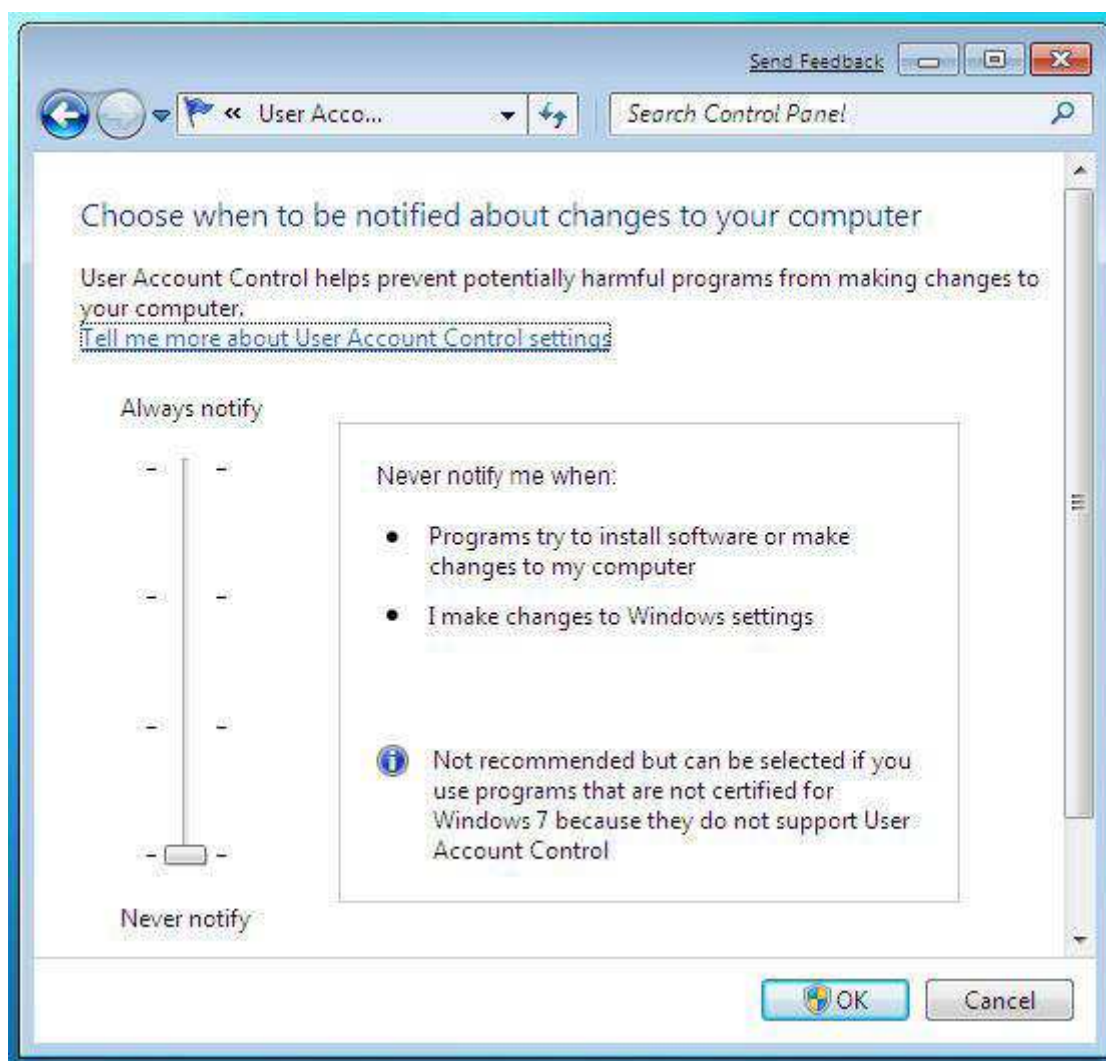 Send Feedback
« User Acco...
Search Control Panel
Choose when to be notified about changes to your computer
User Account Control helps prevent potentially harmful programs from making changes to
your computer.
Tell me more about User Account Control settings
Always notify
Never notify me when:
• Programs try to install software or make
changes to my computer
• I make changes to Windows settings
Not recommended but can be selected if you
use programs that are not certified for
Windows 7 because they do not support User
Account Control
Never notify
OK
Cancel